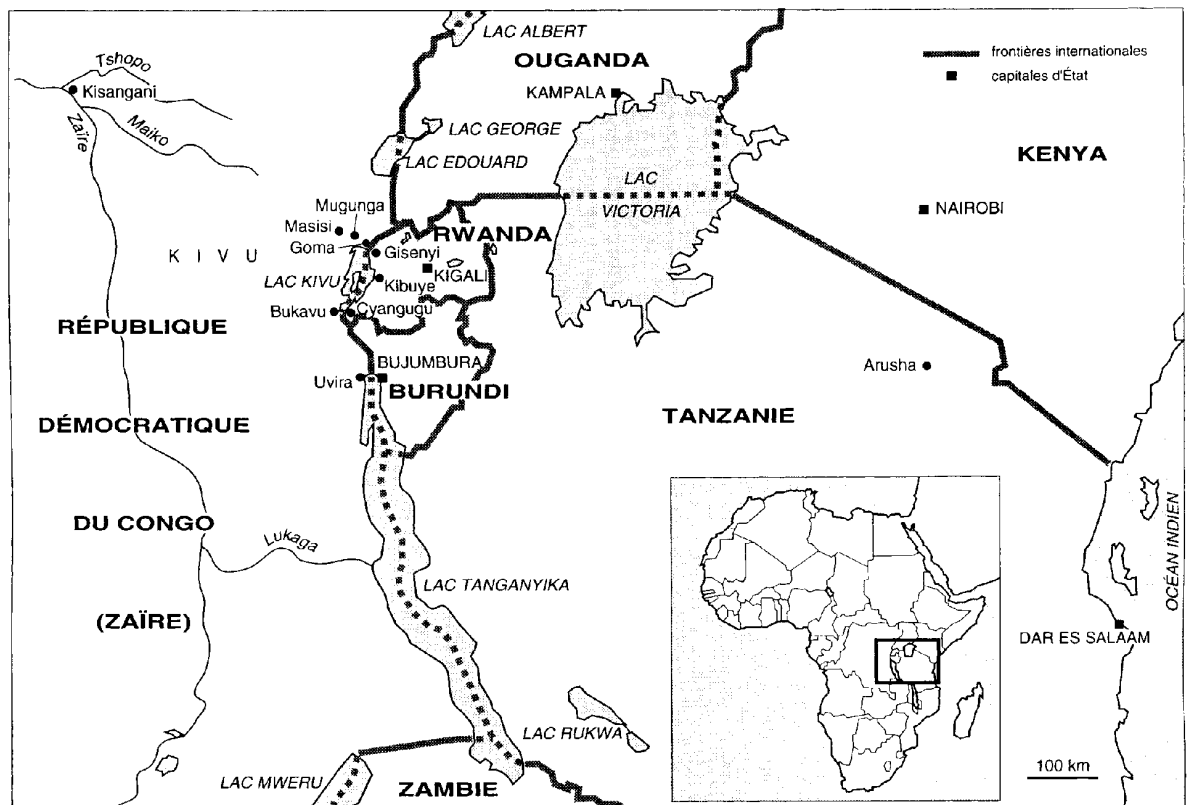 LAC ALBERT
OUGANDA
frontières internationales
capitales d'État
Tshopo
Kisangani
KAMPALA
Zaïre
Maiko
LAC GEORGE
LAC EDOUARD
KENYA
LAC
VICTORIA
NAIROBI
Mugunga
Masisi
Goma
RWANDA
Gisenyi
KIVU
LAC KIVU
KIGALI
Kibuye
Bukavu
Cyangugu
RÉPUBLIQUE
BUJUMBURA
Uvira
BURUNDI
Arusha
TANZANIE
DÉMOCRATIQUE
DU CONGO
Lukaga
OCÉAN INDIEN
LAC TANGANYIKA
(ZAÏRE)
DAR ES SALAAM
LAC RUKWA
LAC MWERU
ZAMBIE
100 km